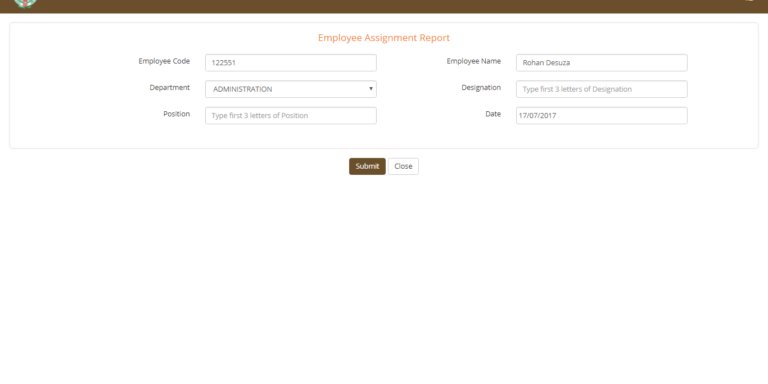 Employee Assignment Report
Employee Code 122551 Employee Name Rohan Desuza
Department ADMINISTRATION Designation Type first 3 letters of Designation
Position Type first 3 letters of Position Date 17/07/2017
Submit Close